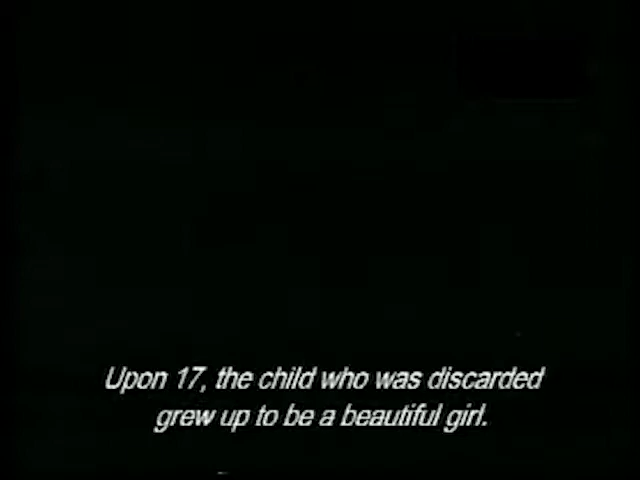 Upon 17, the child who was discarded
grew up to be a beautiful girl.